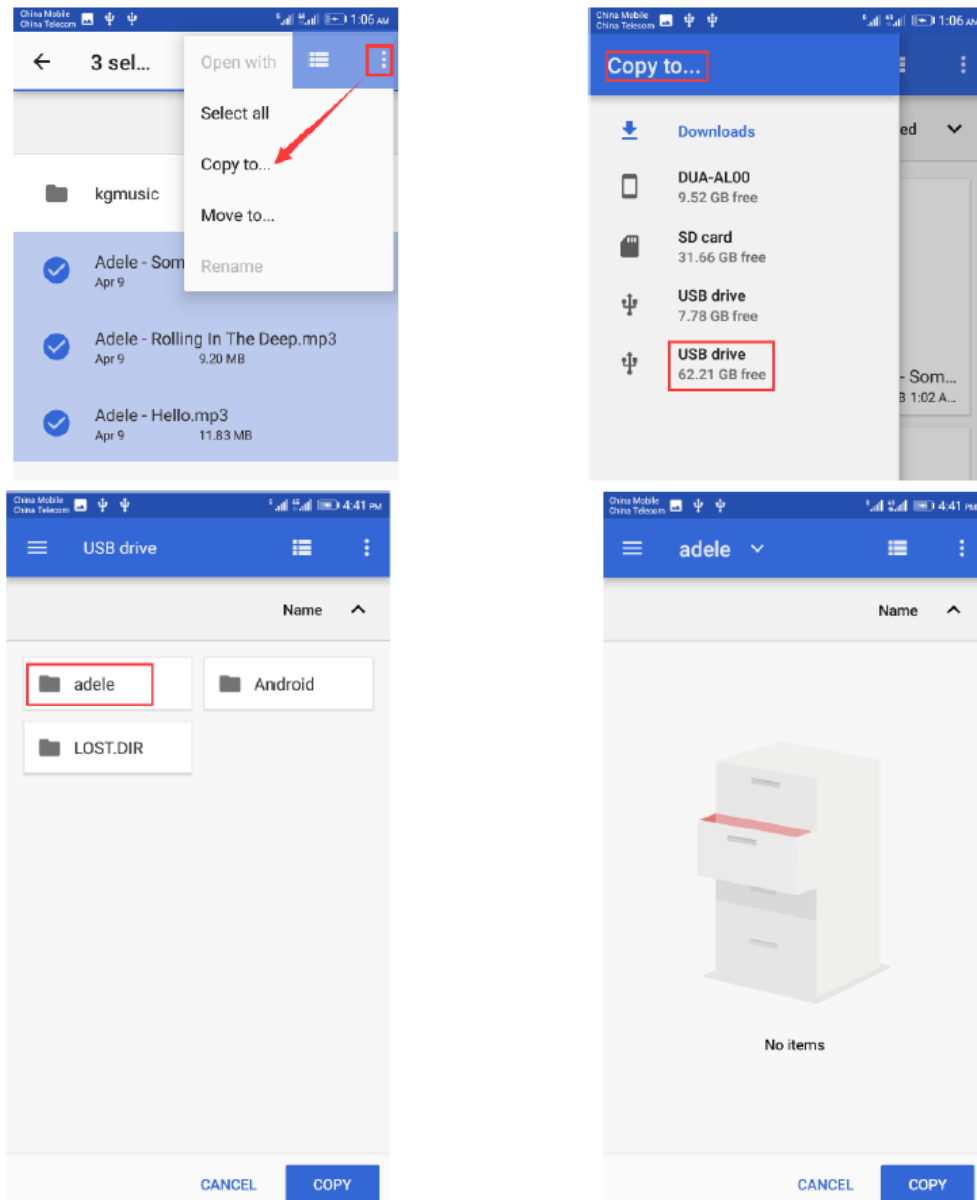 China Mobile
China Telecom
1:06 AM
3 sel...
Open with
Select all
Copy to...
kgmusic
Move to...
Adele - Som
Apr 9
Rename
Adele - Rolling In The Deep.mp3
Apr 9 9.20 MB
Adele - Hello.mp3
Apr 9 11.83 MB
China Mobile
China Telecom
1:06 AM
Copy to...
Downloads
ed
DUA-AL00
9.52 GB free
SD card
31.66 GB free
USB drive
7.78 GB free
USB drive
62.21 GB free
- Som...
B 1:02 A...
China Mobile
China Telecom
4:41 PM
USB drive
Name
adele
Android
LOST.DIR
CANCEL
COPY
China Mobile
China Telecom
4:41 PM
adele
Name
No items
CANCEL
COPY